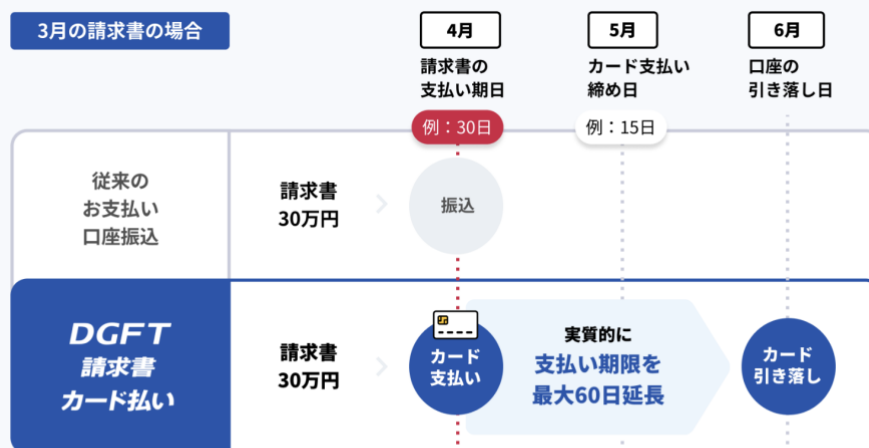 3月の請求書の場合
4月
請求書の
支払い期日
例：30日
5月
カード支払い
締め日
例：15日
6月
口座の
引き落し日
従来の
お支払い
口座振込
請求書
30万円
振込
DGFT
請求書
カード払い
請求書
30万円
カード
支払い
実質的に
支払い期限を
最大60日延長
カード
引き落し